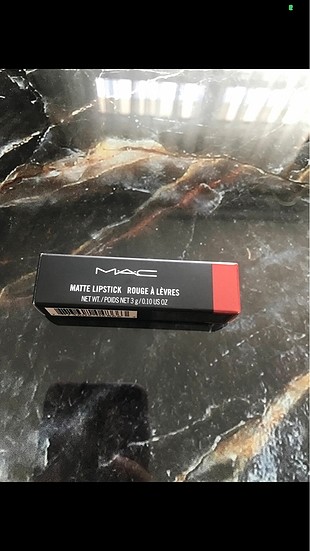 MAC
MATTE LIPSTICK ROUGE À LÈVRES
NET WT. / POIDS NET 3 g / 0.10 US OZ